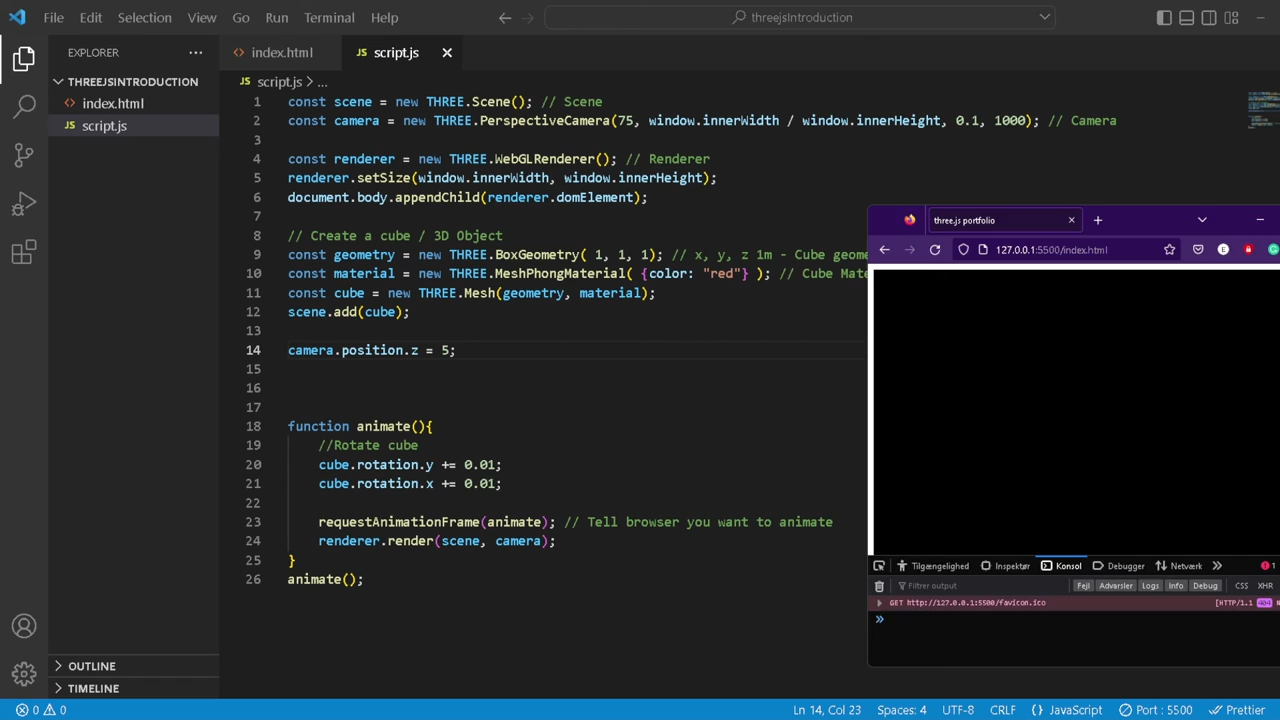 File Edit Selection View Go Run Terminal Help
threejsIntroduction
EXPLORER
index.html
script.js
THREEJSINTRODUCTION
index.html
script.js
OUTLINE
TIMELINE
script.js > ...
1 const scene = new THREE.Scene(); // Scene
2 const camera = new THREE.PerspectiveCamera(75, window.innerWidth / window.innerHeight, 0.1, 1000); // Camera
3
4 const renderer = new THREE.WebGLRenderer(); // Renderer
5 renderer.setSize(window.innerWidth, window.innerHeight);
6 document.body.appendChild(renderer.domElement);
7
8 // Create a cube / 3D Object
9 const geometry = new THREE.BoxGeometry( 1, 1, 1); // x, y, z 1m - Cube geom
10 const material = new THREE.MeshPhongMaterial( {color: "red"} ); // Cube Mate
11 const cube = new THREE.Mesh(geometry, material);
12 scene.add(cube);
13
14 camera.position.z = 5;
15
16
17
18 function animate(){
19 //Rotate cube
20 cube.rotation.y += 0.01;
21 cube.rotation.x += 0.01;
22
23 requestAnimationFrame(animate); // Tell browser you want to animate
24 renderer.render(scene, camera);
25 }
26 animate();
three.js portfolio
127.0.0.1:5500/index.html
Tilgængelighed Inspektør Konsol Debugger Netværk 1
Filtrer output Fejl Advarsler Logs Info Debug CSS XHR
GET http://127.0.0.1:5500/favicon.ico [HTTP/1.1 404
0 0 Ln 14, Col 23 Spaces: 4 UTF-8 CRLF {} JavaScript Port : 5500 Prettier